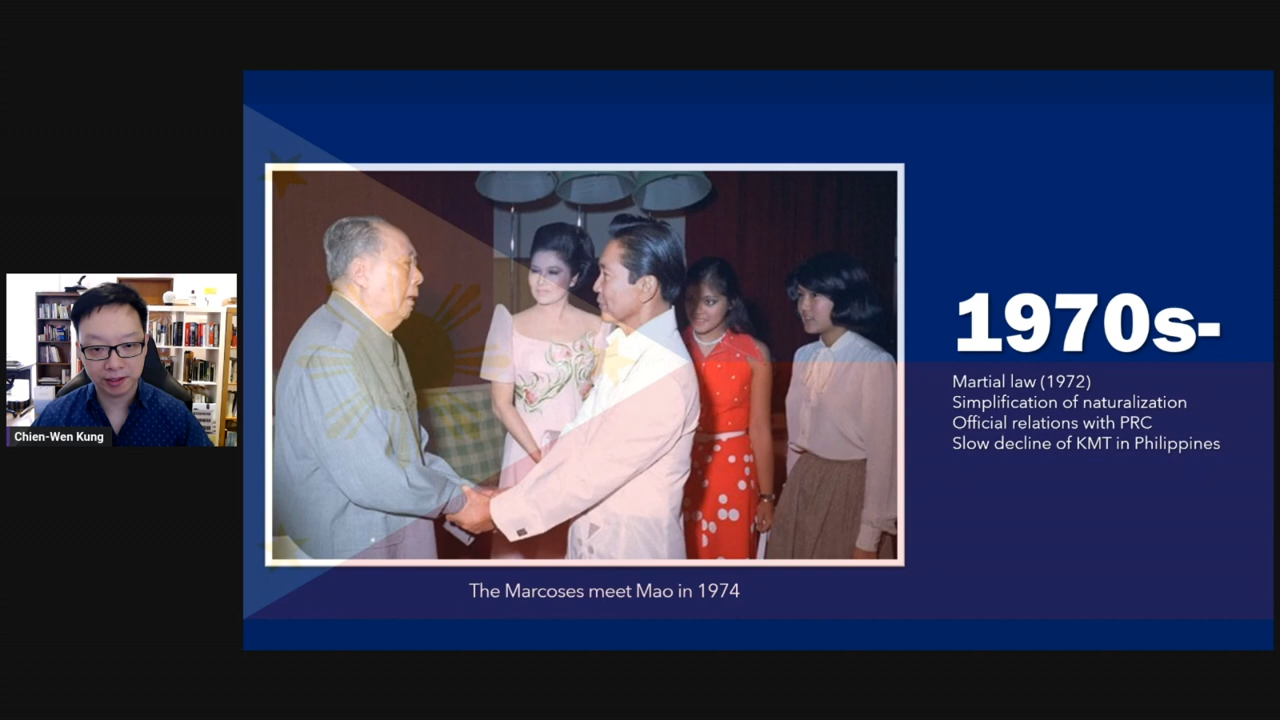 Chien-Wen Kung
1970s-
Martial law (1972)
Simplification of naturalization
Official relations with PRC
Slow decline of KMT in Philippines
The Marcoses meet Mao in 1974